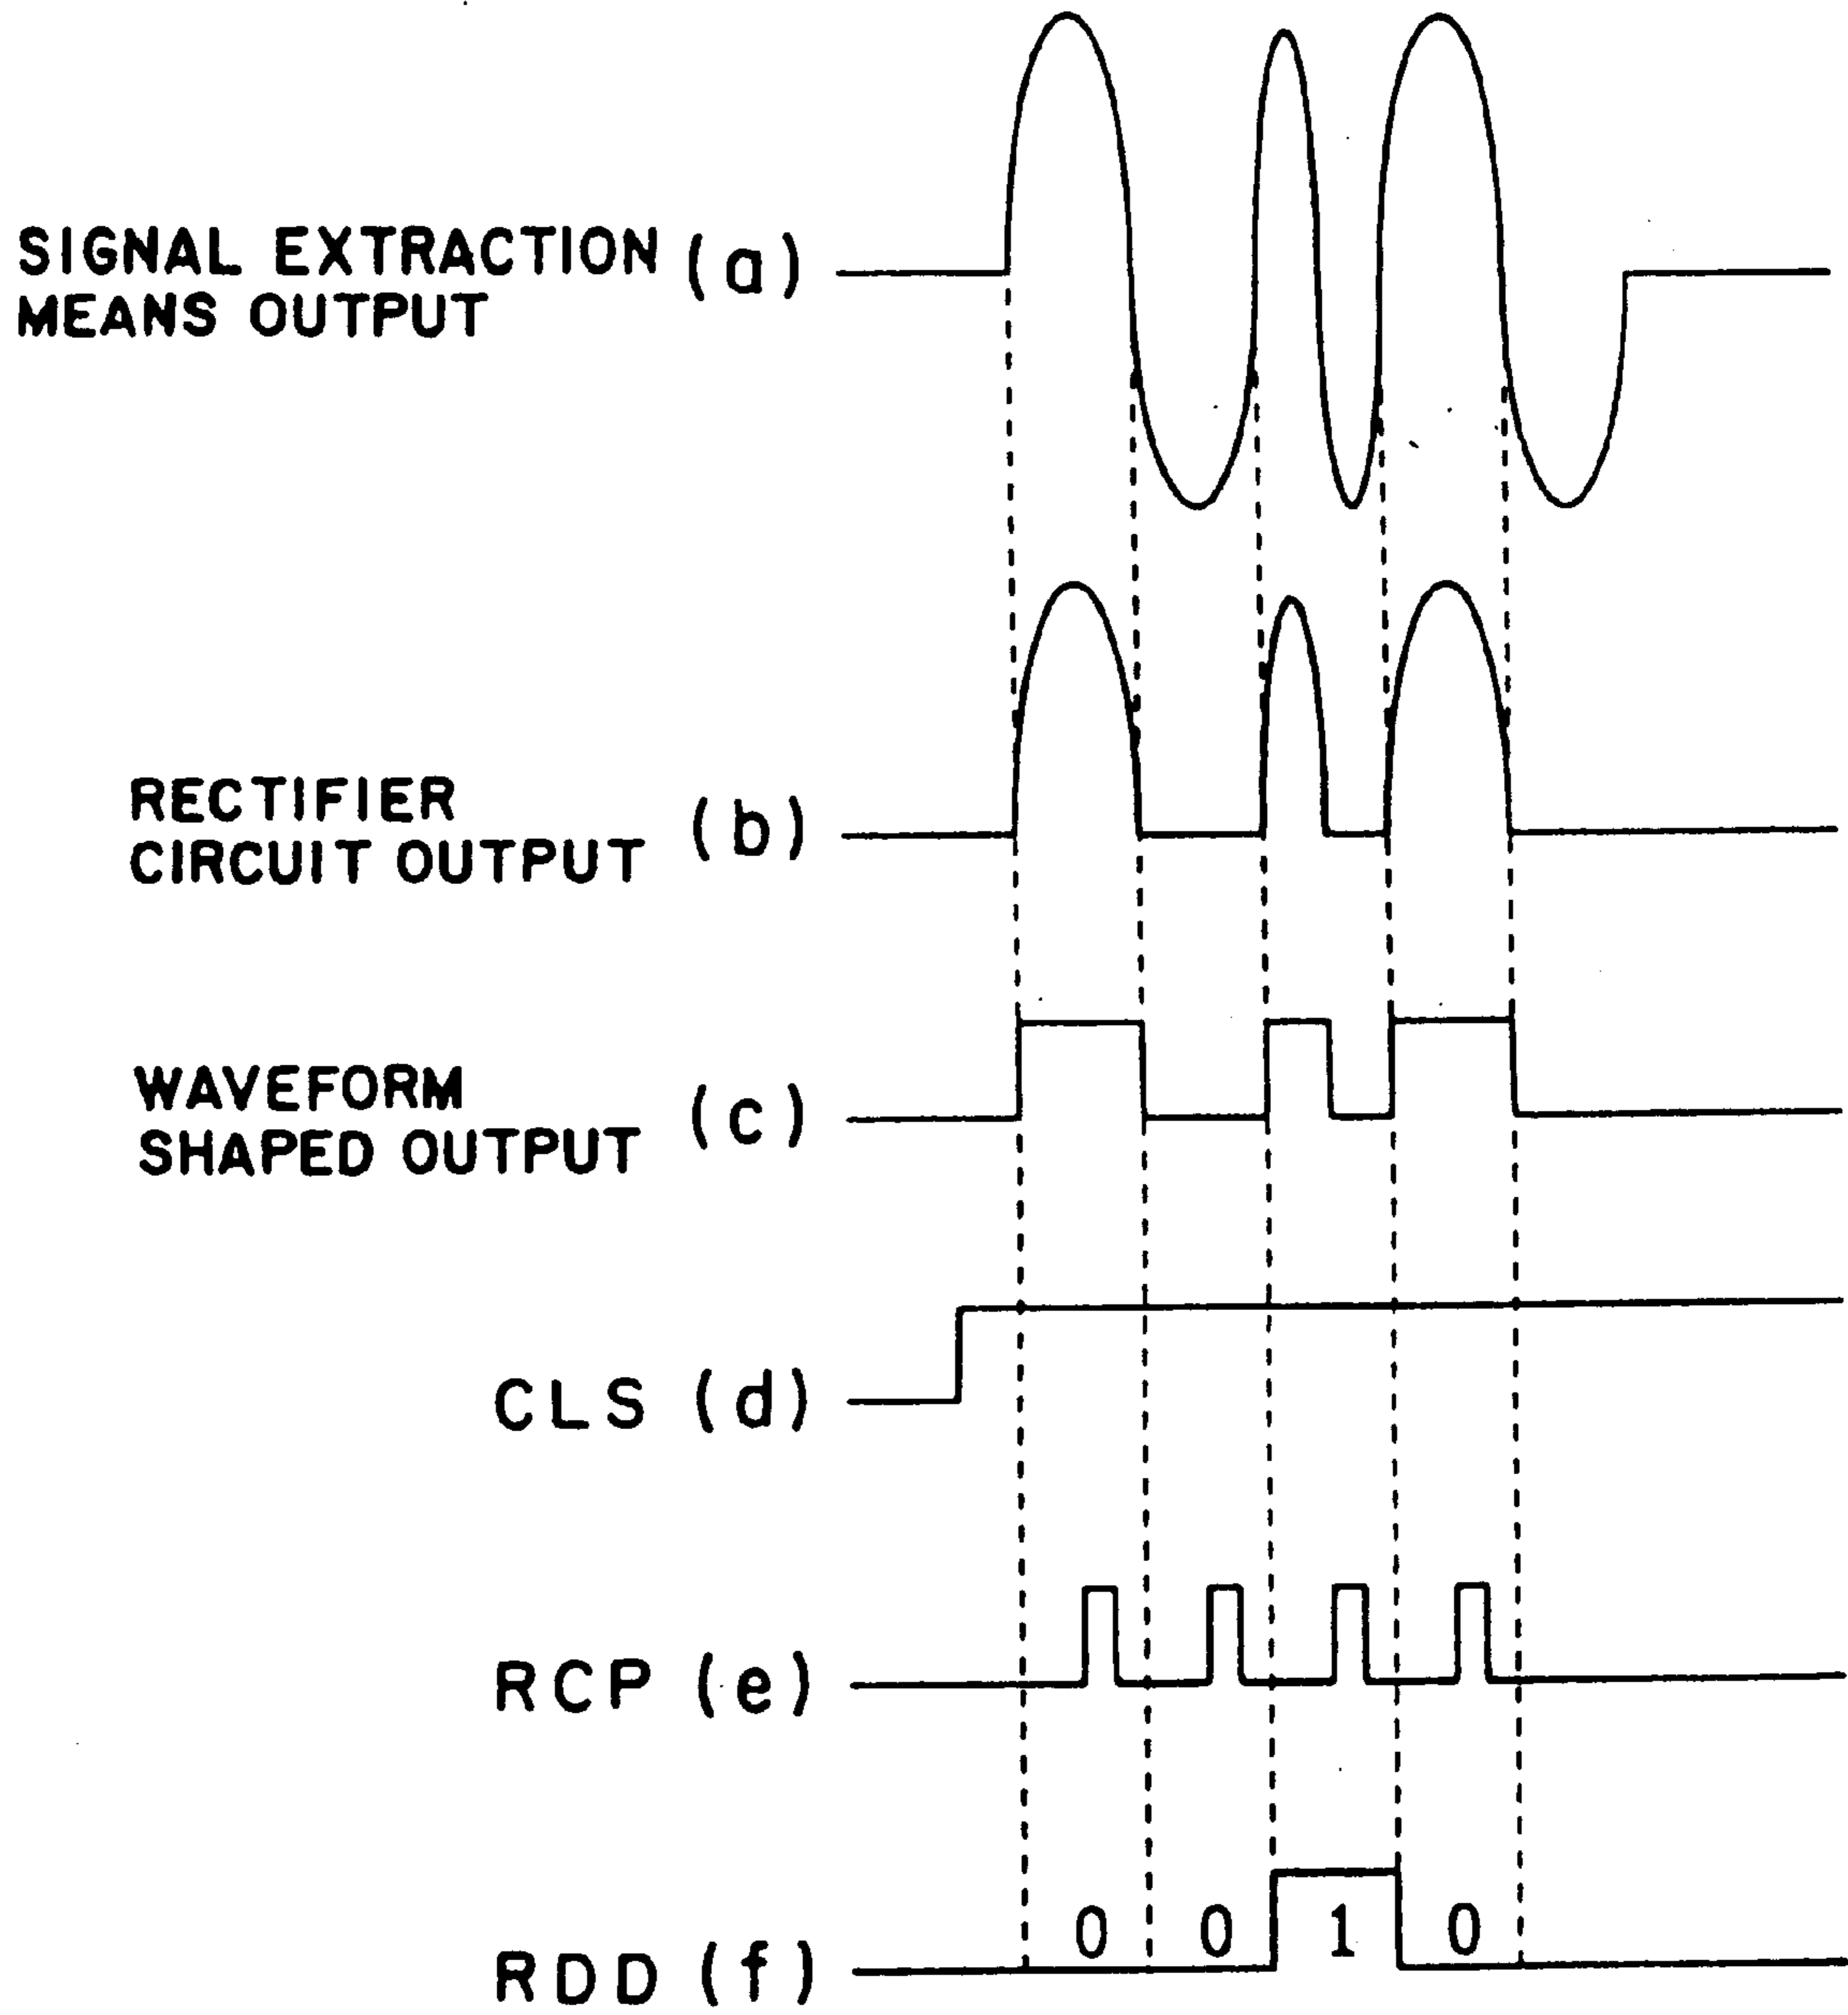 SIGNAL EXTRACTION (a)
MEANS OUTPUT
RECTIFIER
CIRCUIT OUTPUT (b)
WAVEFORM
SHAPED OUTPUT (c)
CLS (d)
RCP (e)
0 0 1 0
RDD (f)